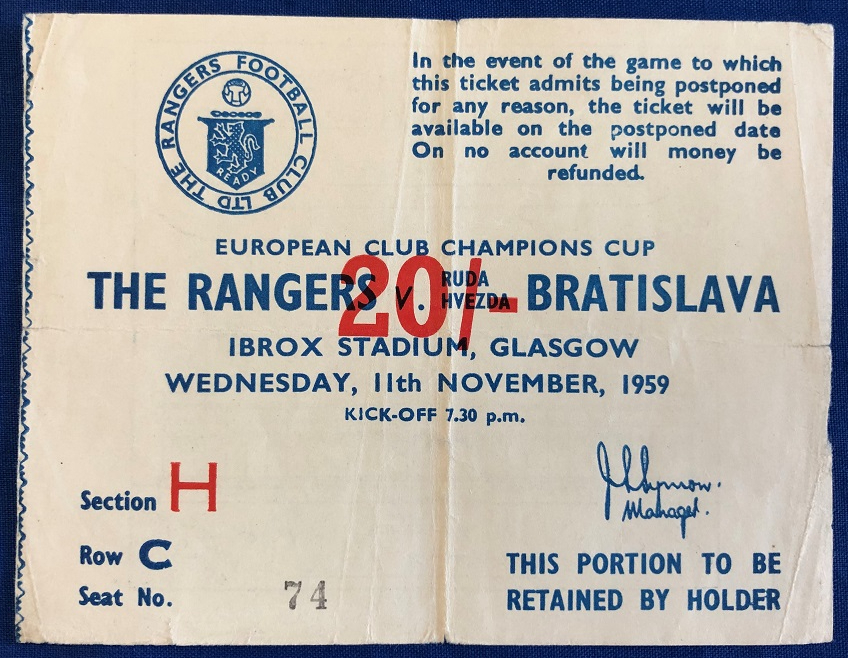 THE RANGERS FOOTBALL CLUB LTD
READY
In the event of the game to which
this ticket admits being postponed
for any reason, the ticket will be
available on the postponed date
On no account will money be
refunded.
EUROPEAN CLUB CHAMPIONS CUP
THE RANGERS V. RUDA HVEZDA BRATISLAVA
20/-
IBROX STADIUM, GLASGOW
WEDNESDAY, 11th NOVEMBER, 1959
KICK-OFF 7.30 p.m.
Section H
Row C
Seat No. 74
J S Symon.
Manager.
THIS PORTION TO BE
RETAINED BY HOLDER